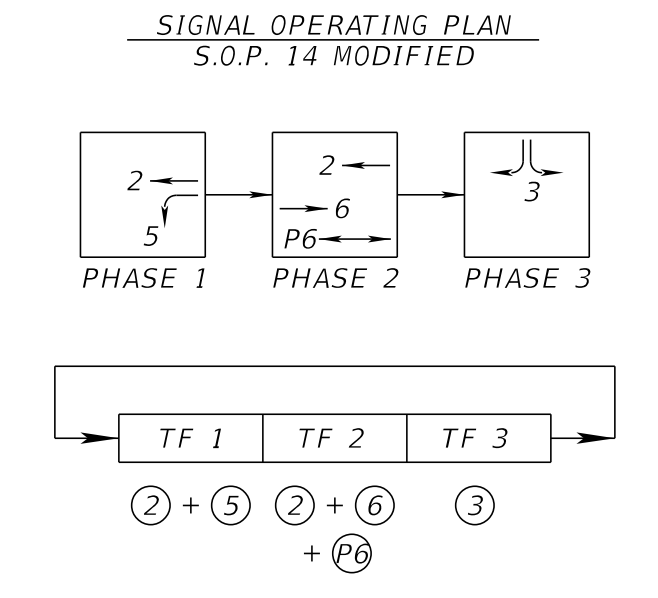 SIGNAL OPERATING PLAN
S.O.P. 14 MODIFIED
2
5
2
6
P6
3
PHASE 1 PHASE 2 PHASE 3
TF 1 TF 2 TF 3
2 + 5 2 + 6 3
+ P6